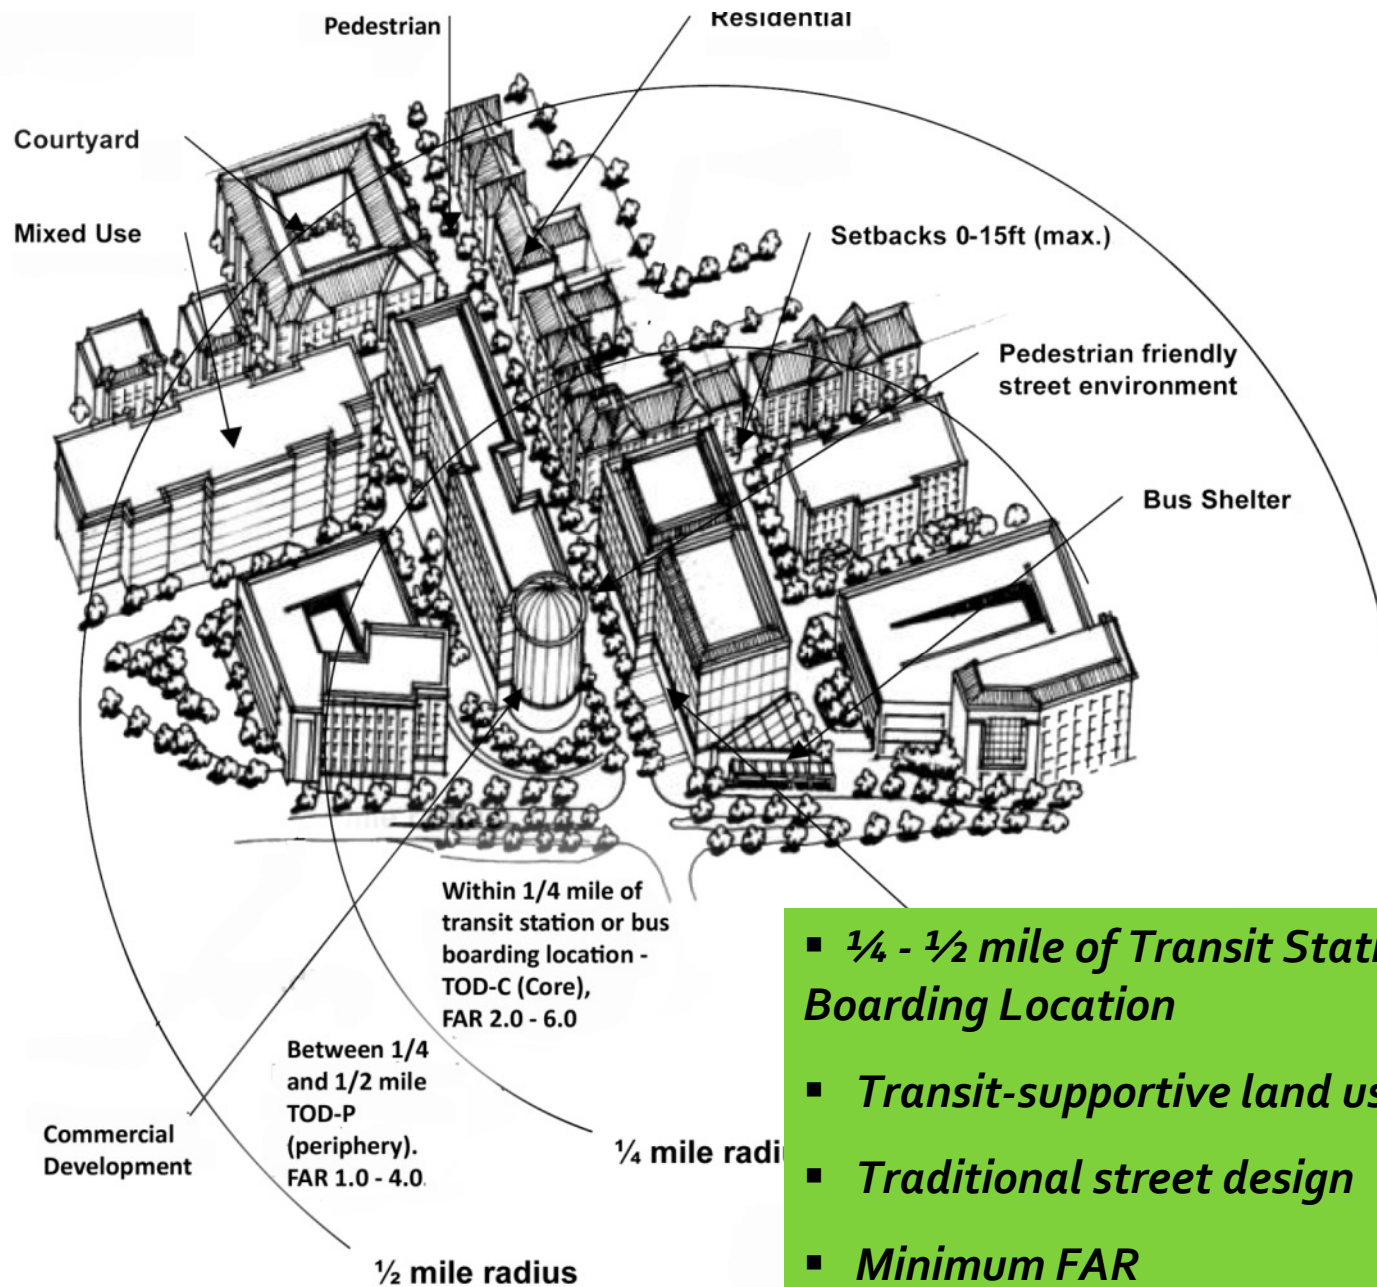 Pedestrian
Residential
Courtyard
Mixed Use
Setbacks 0-15ft (max.)
Pedestrian friendly
street environment
Bus Shelter
Within 1/4 mile of
transit station or bus
boarding location -
TOD-C (Core),
FAR 2.0 - 6.0
Between 1/4
and 1/2 mile
TOD-P
(periphery).
FAR 1.0 - 4.0
Commercial
Development
¼ mile
½ mile radius
▪ ¼ - ½ mile of Transit
Boarding Location
▪ Transit-supportive land
▪ Traditional street design
▪ Minimum FAR